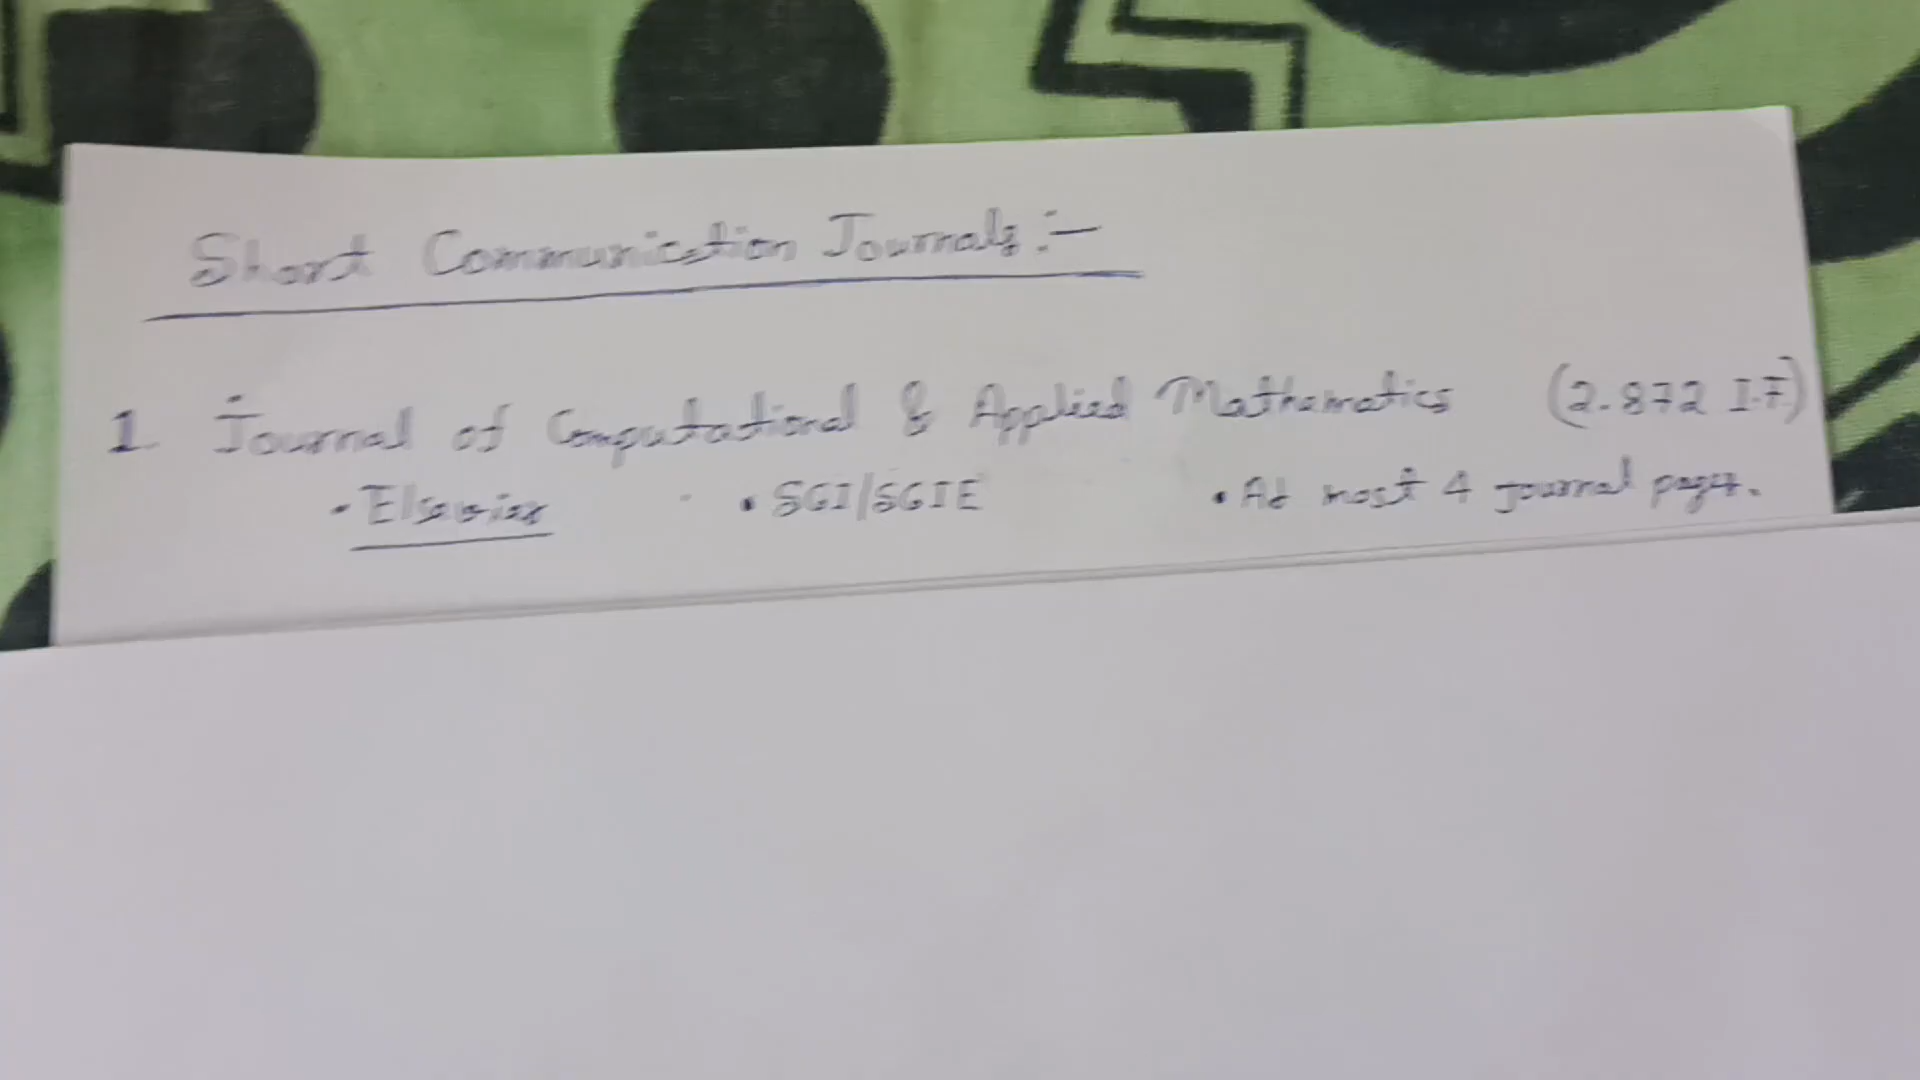 Short Communication Journals:-
1. Journal of Computational & Applied Mathematics (2.872 I.F)
• Elsevier • SCI/SCIE • At most 4 journal pages.